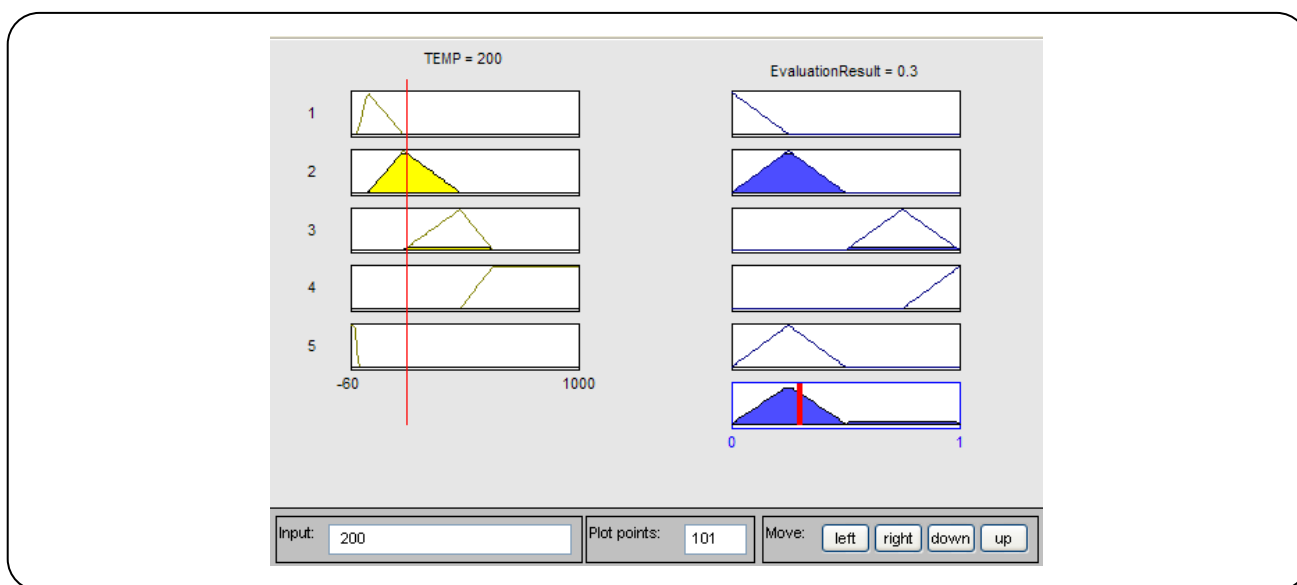 TEMP = 200
EvaluationResult = 0.3
1
2
3
4
5
-60 1000
0 1
Input: 200 Plot points: 101 Move: left right down up